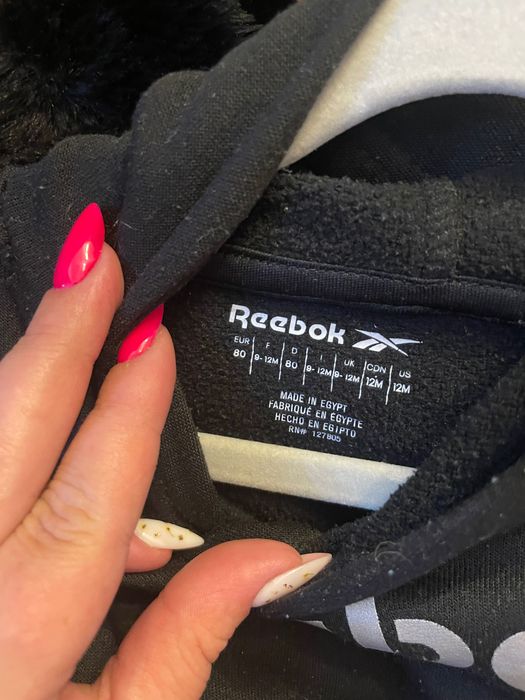 Reebok
EUR F D I UK CDN US
80 9-12M 80 9-12M 9-12M 12M 12M
MADE IN EGYPT
FABRIQUÉ EN ÉGYPTE
HECHO EN EGIPTO
RN# 127805